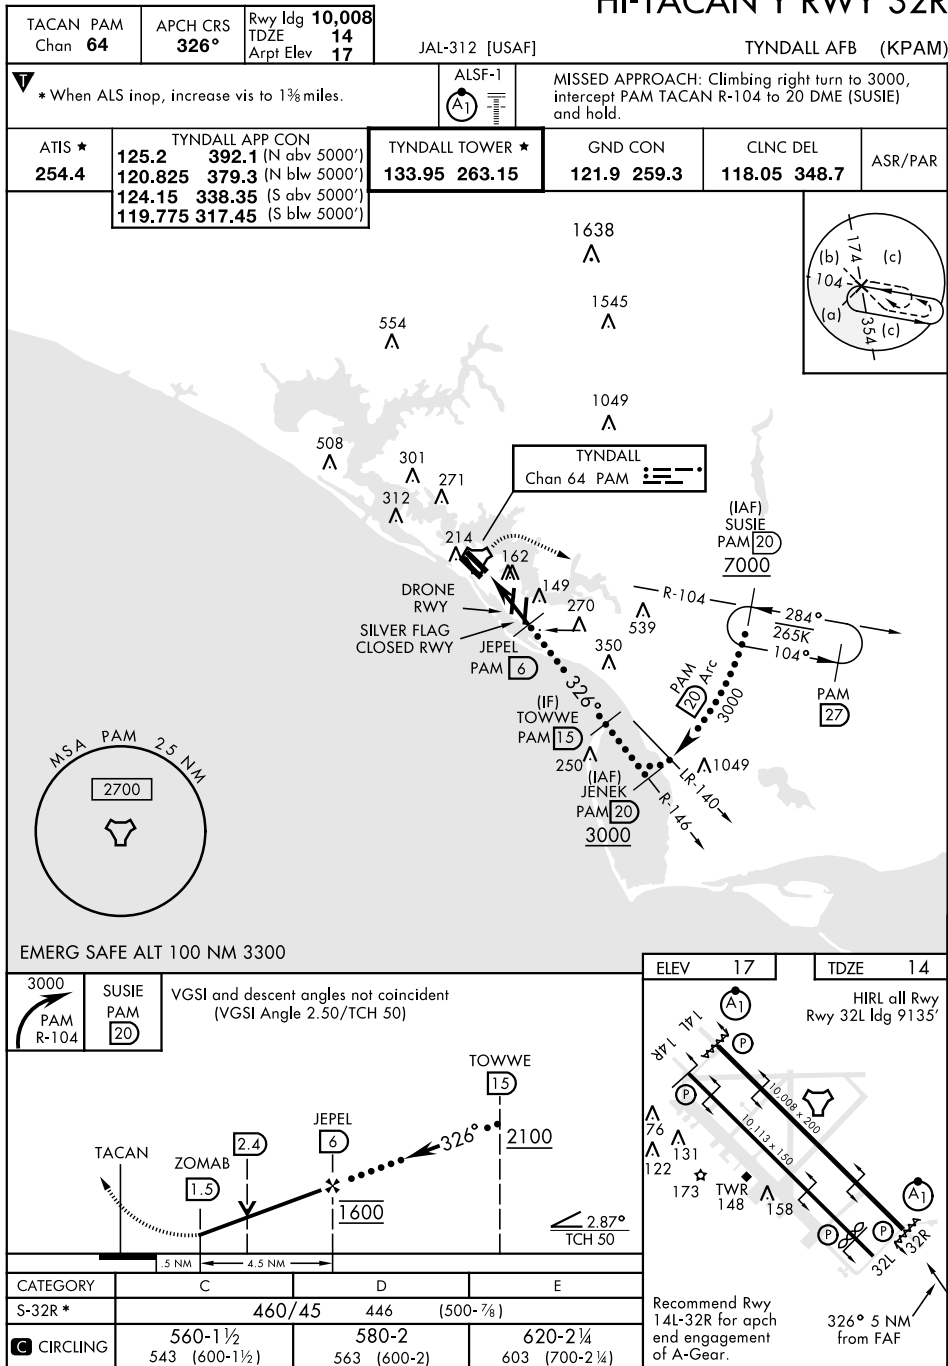 HI-TACAN Y RWY 32R
TACAN PAM
Chan 64
APCH CRS
326°
Rwy ldg 10,008
TDZE 14
Arpt Elev 17
JAL-312 [USAF]
TYNDALL AFB (KPAM)
T
* When ALS inop, increase vis to 1⅜ miles.
ALSF-1
A1
MISSED APPROACH: Climbing right turn to 3000,
intercept PAM TACAN R-104 to 20 DME (SUSIE)
and hold.
ATIS ★
254.4
TYNDALL APP CON
125.2 392.1 (N abv 5000')
120.825 379.3 (N blw 5000')
124.15 338.35 (S abv 5000')
119.775 317.45 (S blw 5000')
TYNDALL TOWER ★
133.95 263.15
GND CON
121.9 259.3
CLNC DEL
118.05 348.7
ASR/PAR
1638
1545
554
1049
508
301
271
312
214
162
149
270
539
350
250
1049
174
(b)
(c)
104
(a)
354
(c)
TYNDALL
Chan 64 PAM
(IAF)
SUSIE
PAM 20
7000
R-104
284°
265K
104°
PAM
27
DRONE
RWY
SILVER FLAG
CLOSED RWY
JEPEL
PAM 6
326°
(IF)
TOWWE
PAM 15
PAM
20 Arc
3000
(IAF)
JENEK
PAM 20
3000
LR-140
R-146
MSA PAM 25 NM
2700
EMERG SAFE ALT 100 NM 3300
3000
PAM
R-104
SUSIE
PAM
20
VGSI and descent angles not coincident
(VGSI Angle 2.50/TCH 50)
TOWWE
15
JEPEL
6
326°
2100
2.4
TACAN
ZOMAB
1.5
1600
2.87°
TCH 50
.5 NM
4.5 NM
ELEV 17
TDZE 14
A1
HIRL all Rwy
Rwy 32L ldg 9135'
14L
14R
P
P
10,008 x 200
10,113 x 150
76
131
122
173
TWR
148
158
A1
P
P
32L
32R
Recommend Rwy
14L-32R for apch
end engagement
of A-Gear.
326° 5 NM
from FAF
CATEGORY C D E
S-32R * 460/45 446 (500-⅞)
C CIRCLING
560-1½
543 (600-1½)
580-2
563 (600-2)
620-2¼
603 (700-2¼)